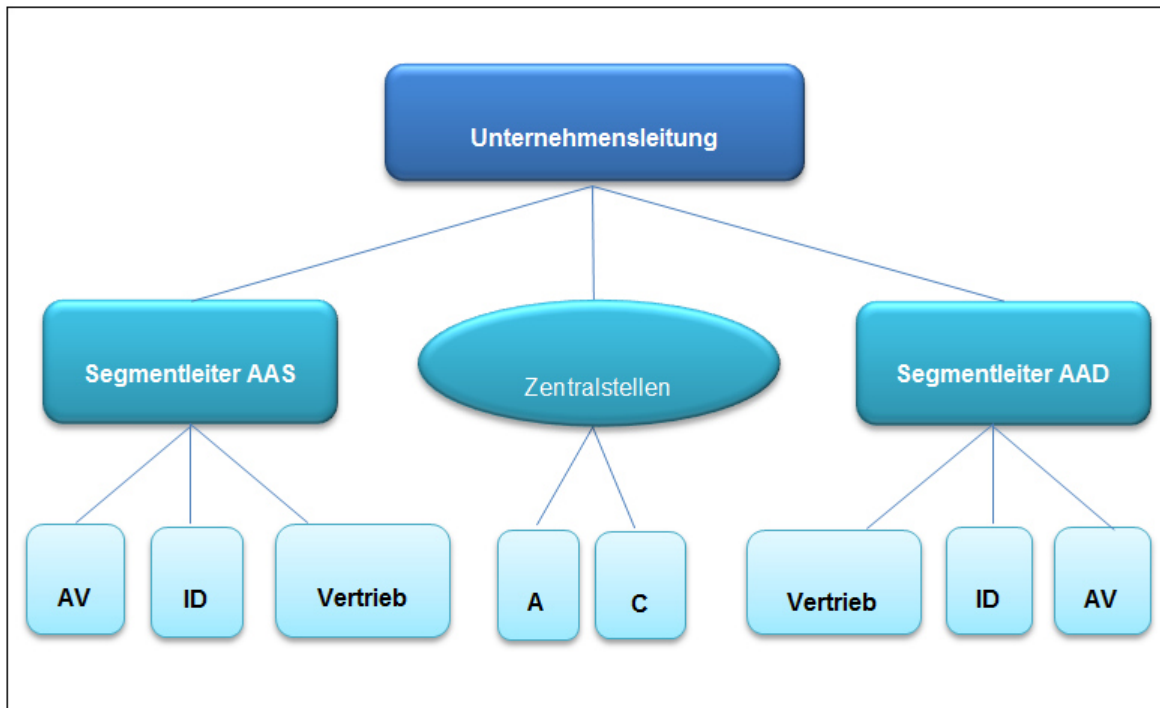 Unternehmensleitung
Segmentleiter AAS
Zentralstellen
Segmentleiter AAD
AV
ID
Vertrieb
A
C
Vertrieb
ID
AV